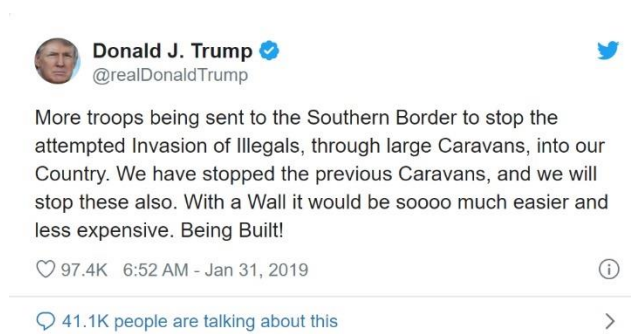 Donald J. Trump
@realDonaldTrump
More troops being sent to the Southern Border to stop the
attempted Invasion of Illegals, through large Caravans, into our
Country. We have stopped the previous Caravans, and we will
stop these also. With a Wall it would be soooo much easier and
less expensive. Being Built!
97.4K 6:52 AM - Jan 31, 2019
41.1K people are talking about this